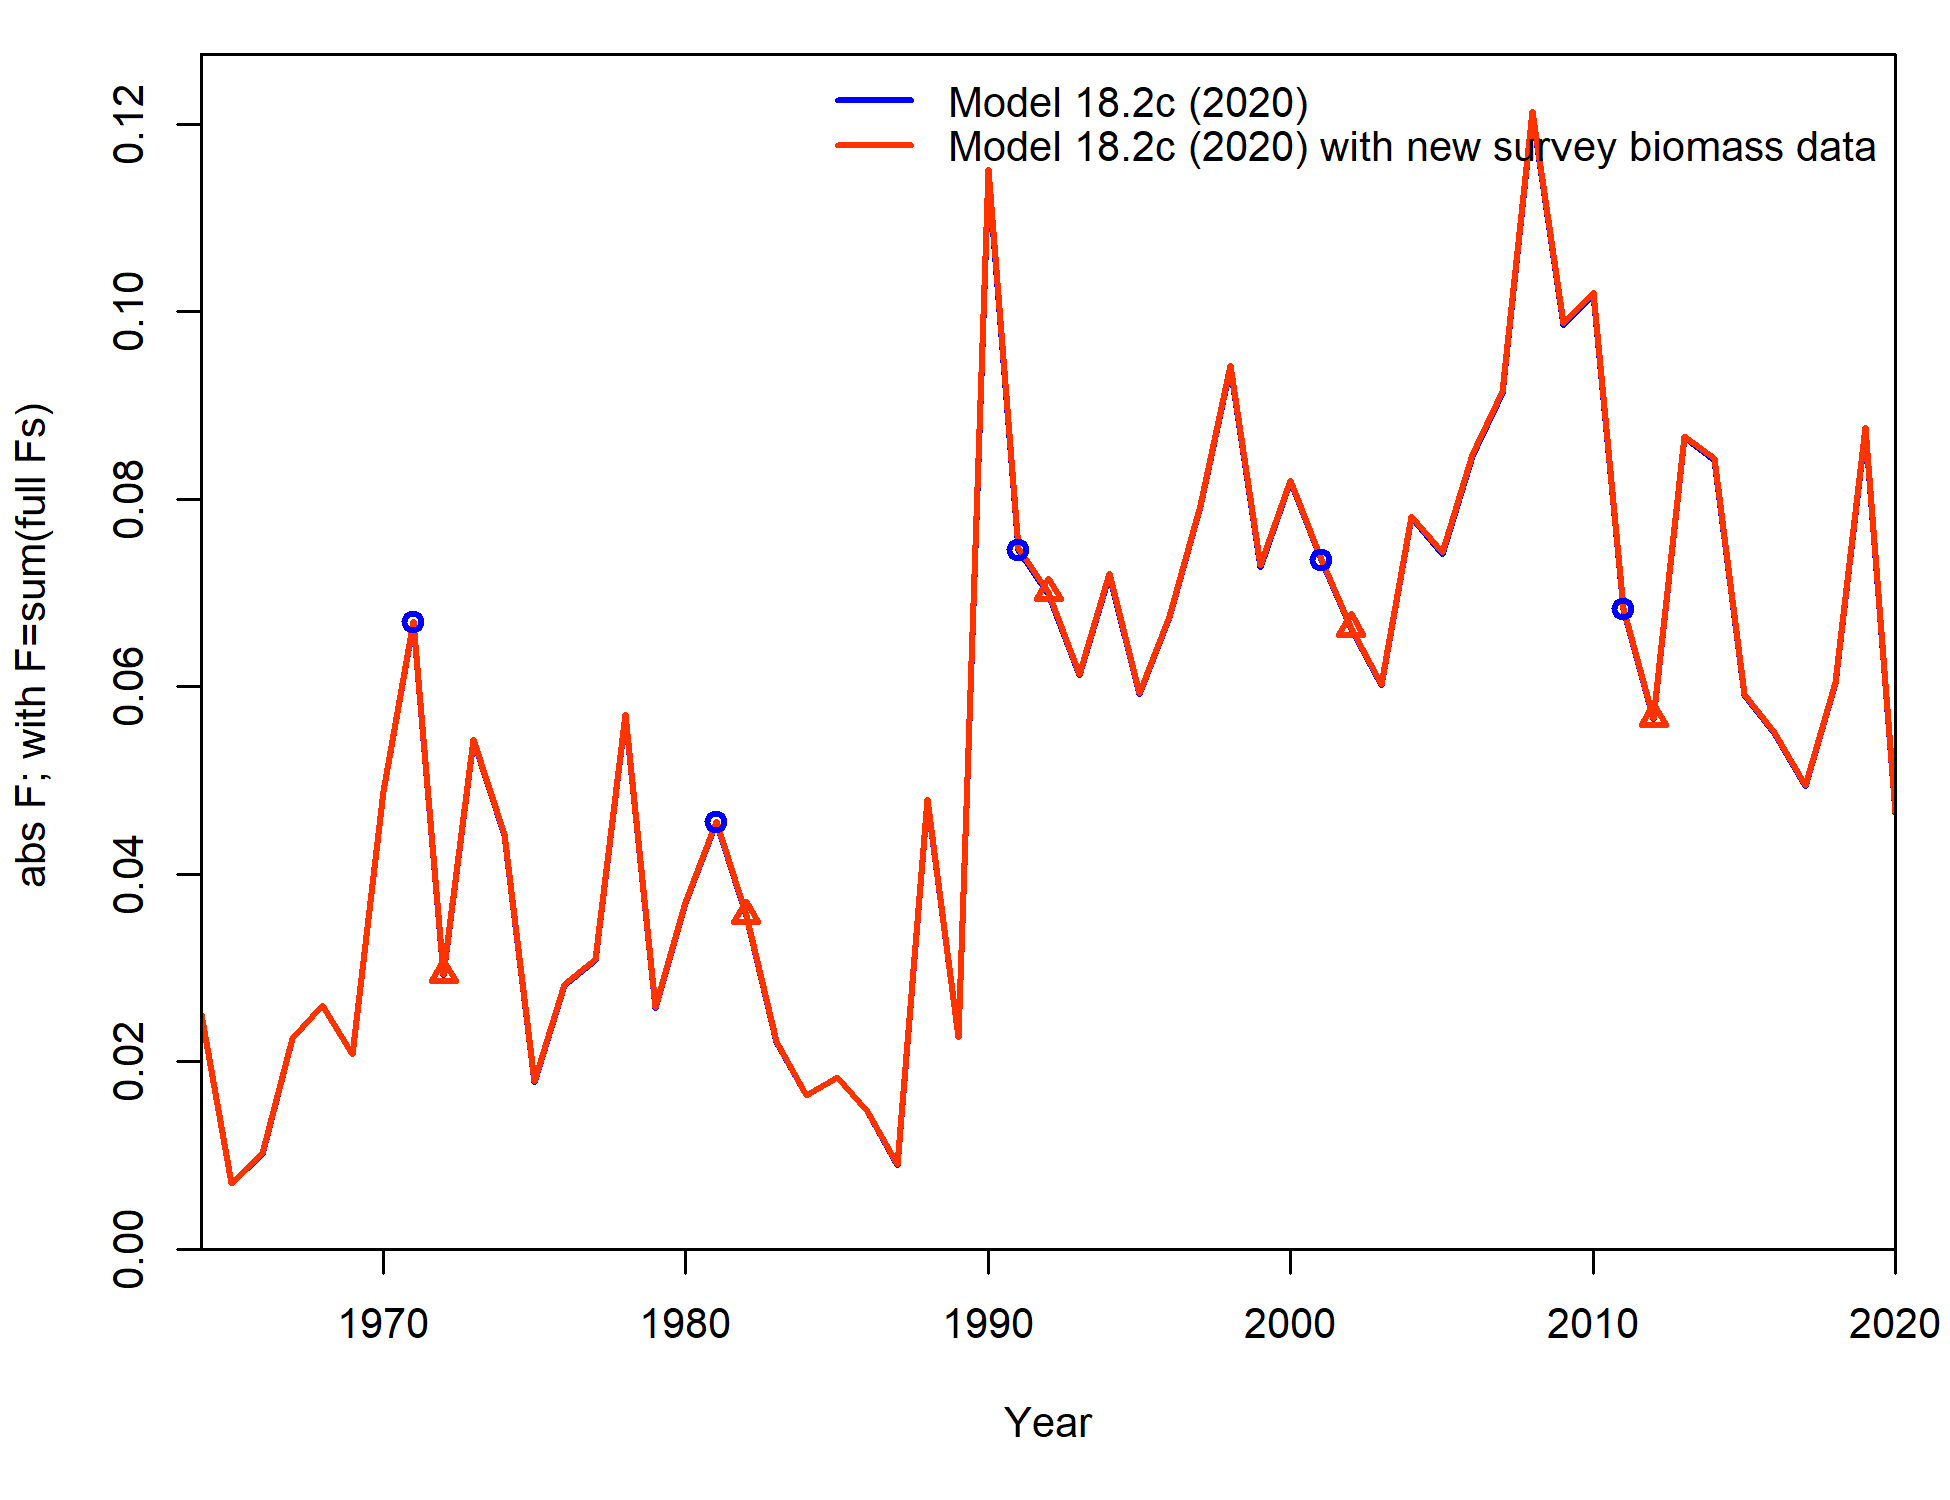 Model 18.2c (2020)
Model 18.2c (2020) with new survey biomass data
abs F; with F=sum(full Fs)
0.12
0.10
0.08
0.06
0.04
0.02
0.00
1970 1980 1990 2000 2010 2020
Year